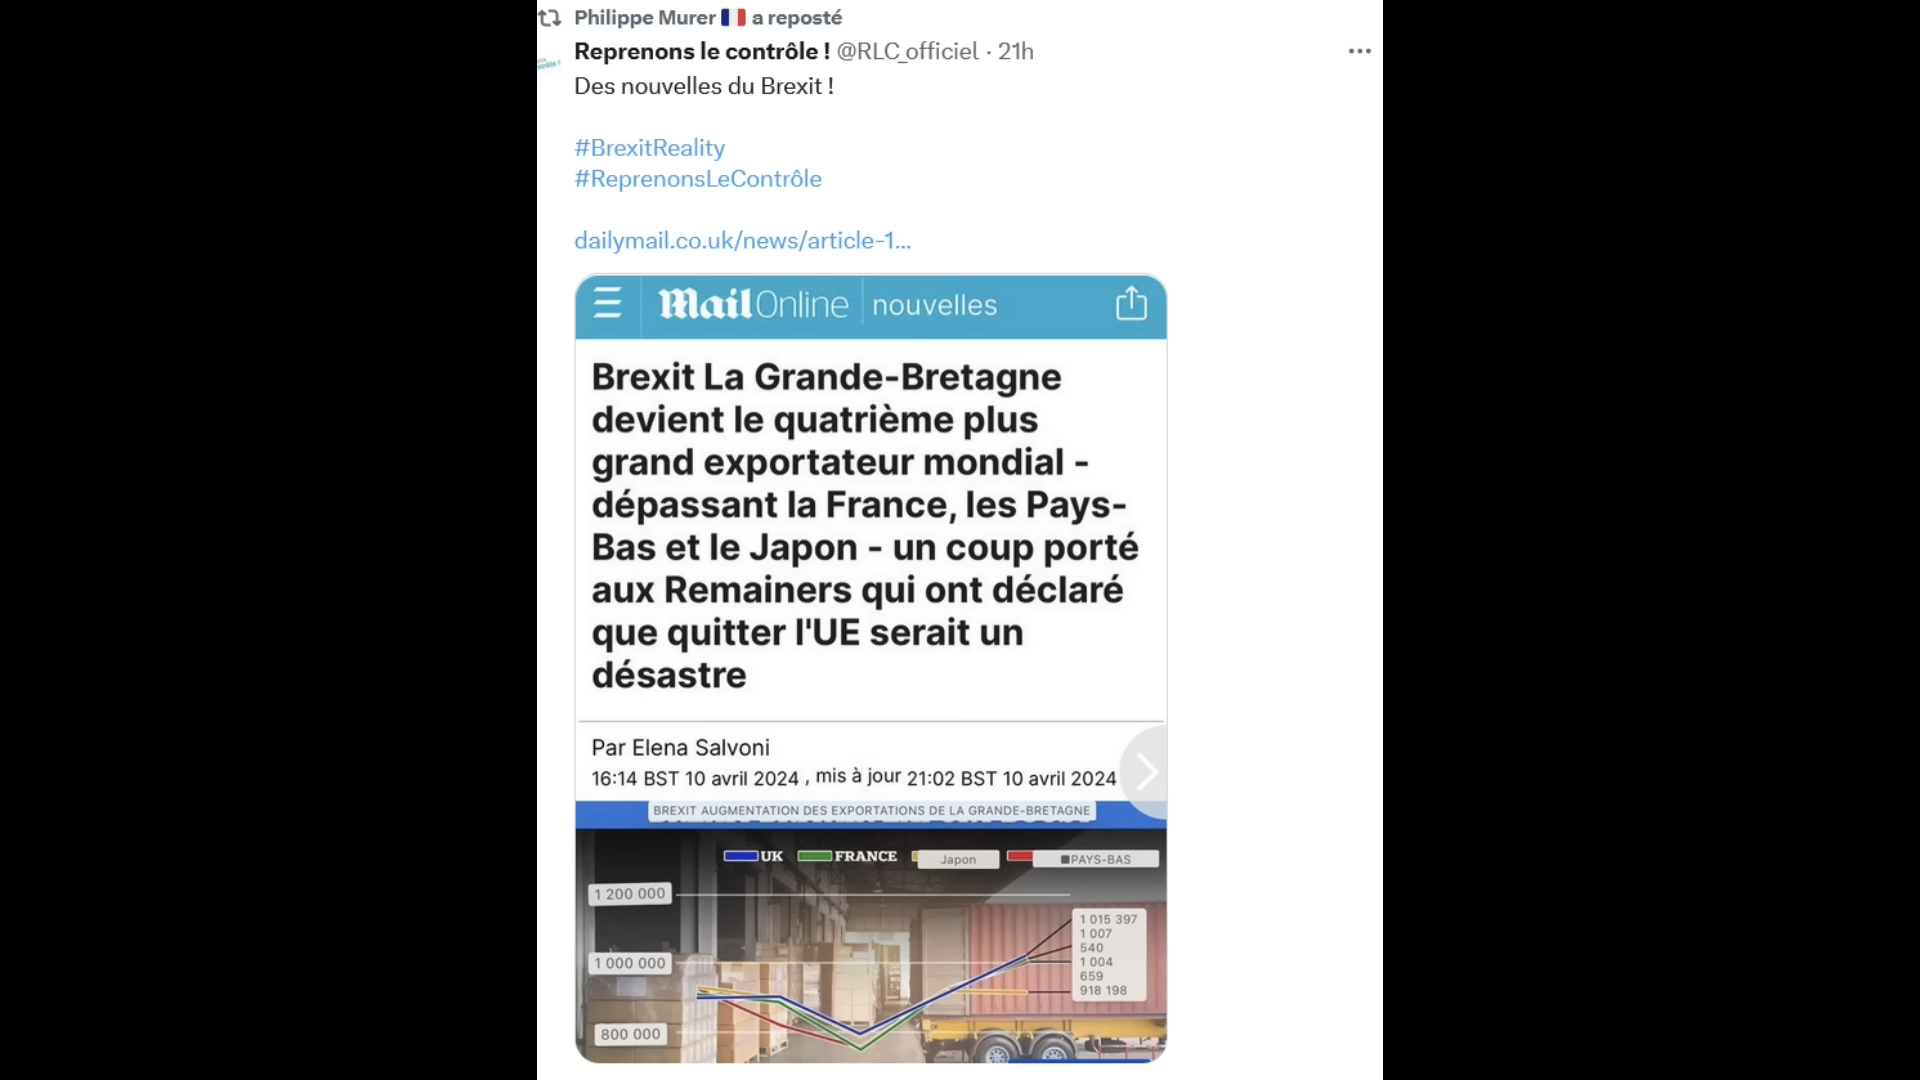 Philippe Murer 🇫🇷 a reposté
Reprenons le contrôle ! @RLC_officiel · 21h
Des nouvelles du Brexit !
#BrexitReality
#ReprenonsLeContrôle
dailymail.co.uk/news/article-1...
Mail Online nouvelles
Brexit La Grande-Bretagne
devient le quatrième plus
grand exportateur mondial -
dépassant la France, les Pays-
Bas et le Japon - un coup porté
aux Remainers qui ont déclaré
que quitter l'UE serait un
désastre
Par Elena Salvoni
16:14 BST 10 avril 2024 , mis à jour 21:02 BST 10 avril 2024
BREXIT AUGMENTATION DES EXPORTATIONS DE LA GRANDE-BRETAGNE
UK FRANCE Japon PAYS-BAS
1 200 000
1 015 397
1 007
540
1 000 000
1 004
659
918 198
800 000